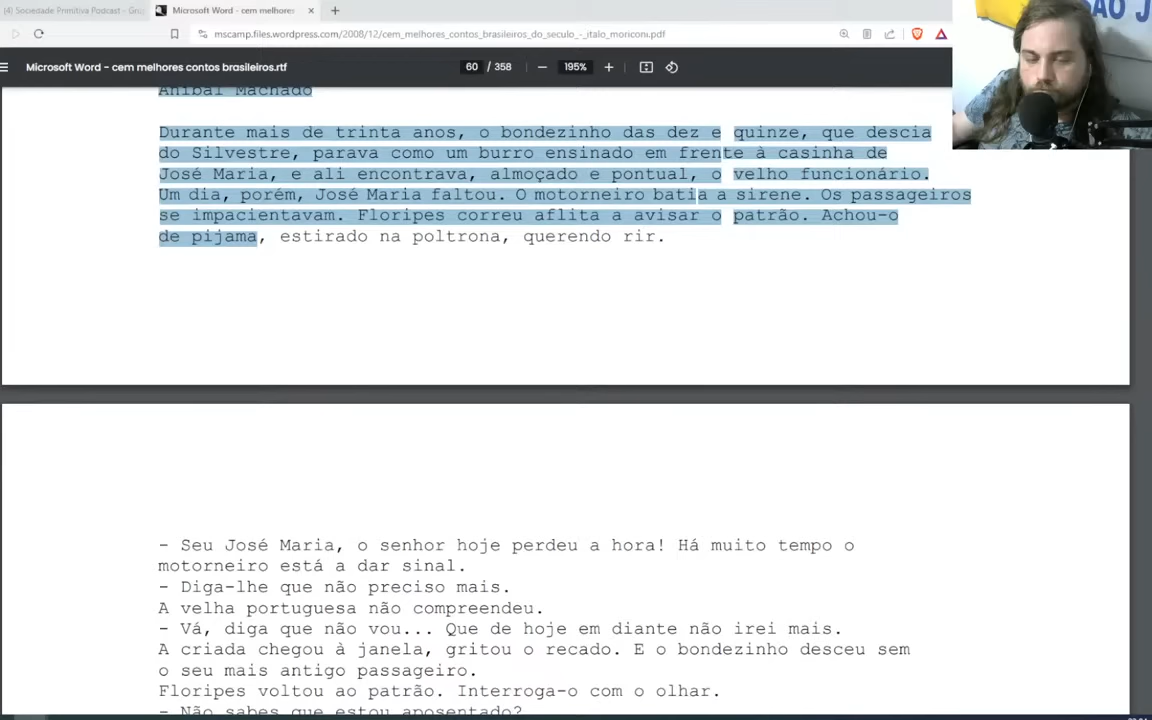 (4) Sociedade Primitiva Podcast - Gru
Microsoft Word - cem melhores
mscamp.files.wordpress.com/2008/12/cem_melhores_contos_brasileiros_do_seculo_-_italo_moriconi.pdf
Microsoft Word - cem melhores contos brasileiros.rtf
60 / 358
195%
ÃO J
Aníbal Machado
Durante mais de trinta anos, o bondezinho das dez e quinze, que descia
do Silvestre, parava como um burro ensinado em frente à casinha de
José Maria, e ali encontrava, almoçado e pontual, o velho funcionário.
Um dia, porém, José Maria faltou. O motorneiro batia a sirene. Os passageiros
se impacientavam. Floripes correu aflita a avisar o patrão. Achou-o
de pijama, estirado na poltrona, querendo rir.
- Seu José Maria, o senhor hoje perdeu a hora! Há muito tempo o
motorneiro está a dar sinal.
- Diga-lhe que não preciso mais.
A velha portuguesa não compreendeu.
- Vá, diga que não vou... Que de hoje em diante não irei mais.
A criada chegou à janela, gritou o recado. E o bondezinho desceu sem
o seu mais antigo passageiro.
Floripes voltou ao patrão. Interroga-o com o olhar.
- Não sabes que estou aposentado?